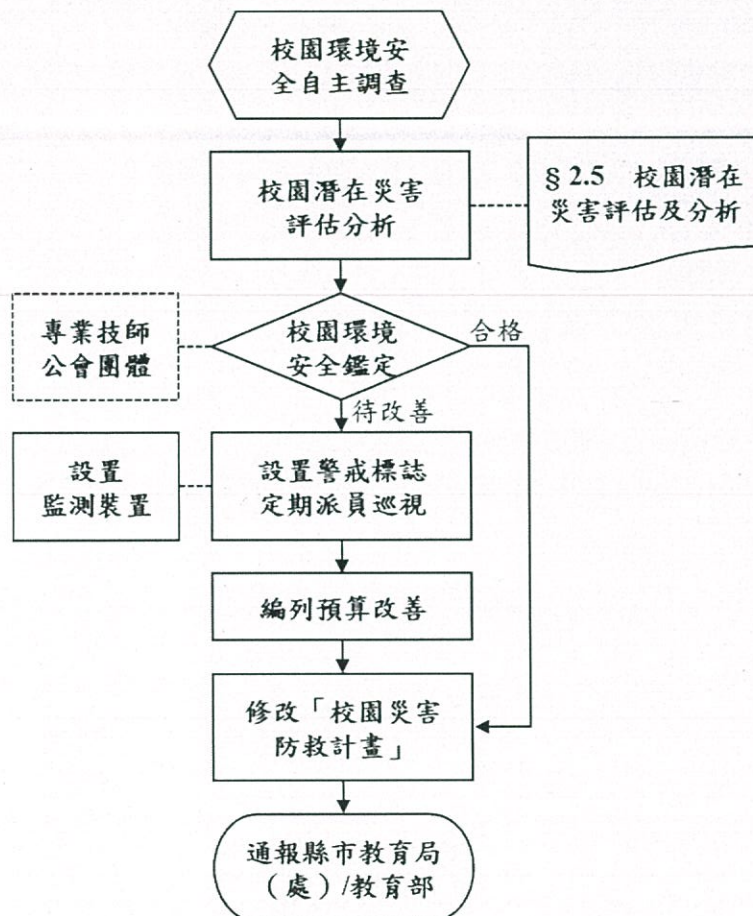 校園環境安
全自主調查
校園潛在災害
評估分析
§ 2.5 校園潛在
災害評估及分析
專業技師
公會團體
校園環境
安全鑑定
合格
待改善
設置
監測裝置
設置警戒標誌
定期派員巡視
編列預算改善
修改「校園災害
防救計畫」
通報縣市教育局
（處）/教育部